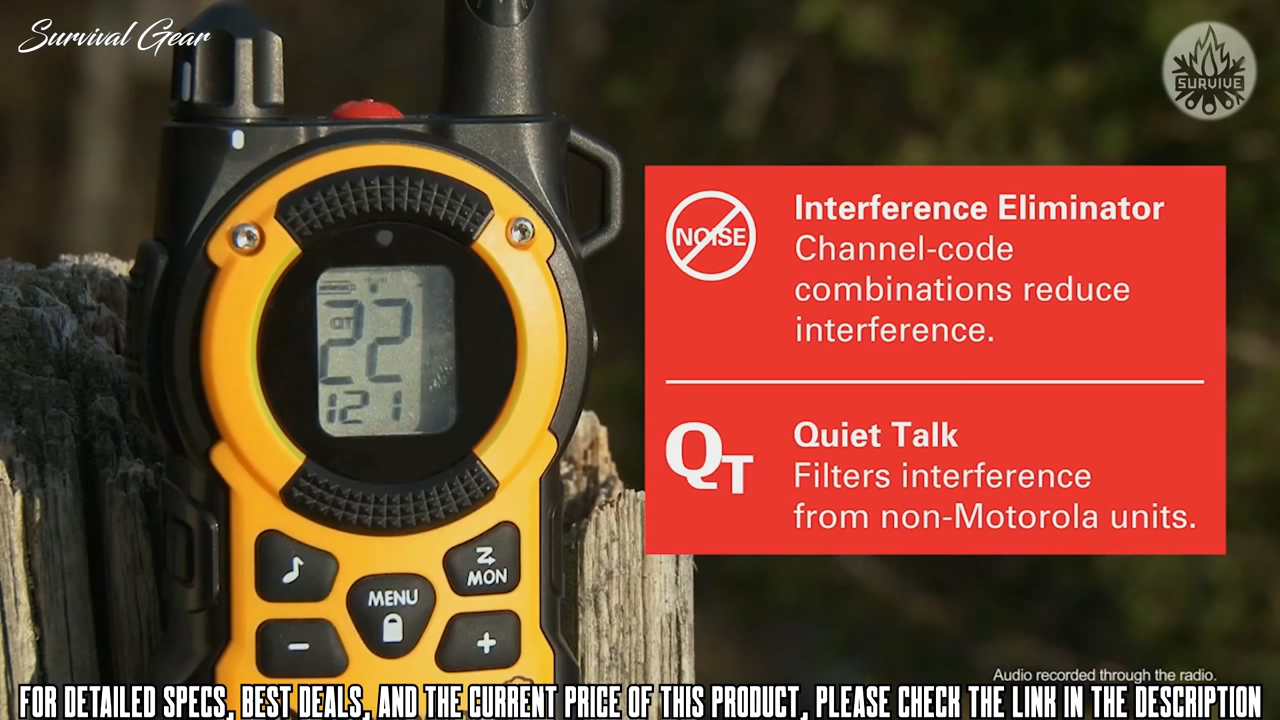 Survival Gear
SURVIVE
NOISE
Interference Eliminator
Channel-code
combinations reduce
interference.
QT
Quiet Talk
Filters interference
from non-Motorola units.
QT
22
121
MON
MENU
Audio recorded through the radio.
FOR DETAILED SPECS, BEST DEALS, AND THE CURRENT PRICE OF THIS PRODUCT, PLEASE CHECK THE LINK IN THE DESCRIPTION